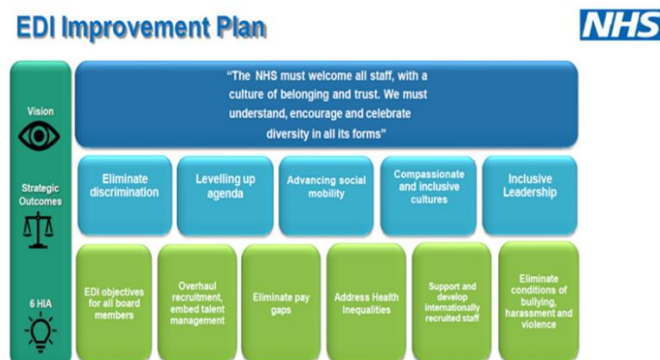 EDI Improvement Plan
NHS
Vision
"The NHS must welcome all staff, with a
culture of belonging and trust. We must
understand, encourage and celebrate
diversity in all its forms"
Strategic
Outcomes
Eliminate
discrimination
Levelling up
agenda
Advancing social
mobility
Compassionate
and inclusive
cultures
Inclusive
Leadership
6 HIA
EDI objectives
for all board
members
Overhaul
recruitment,
embed talent
management
Eliminate pay
gaps
Address Health
Inequalities
Support and
develop
internationally
recruited staff
Eliminate
conditions of
bullying,
harassment and
violence